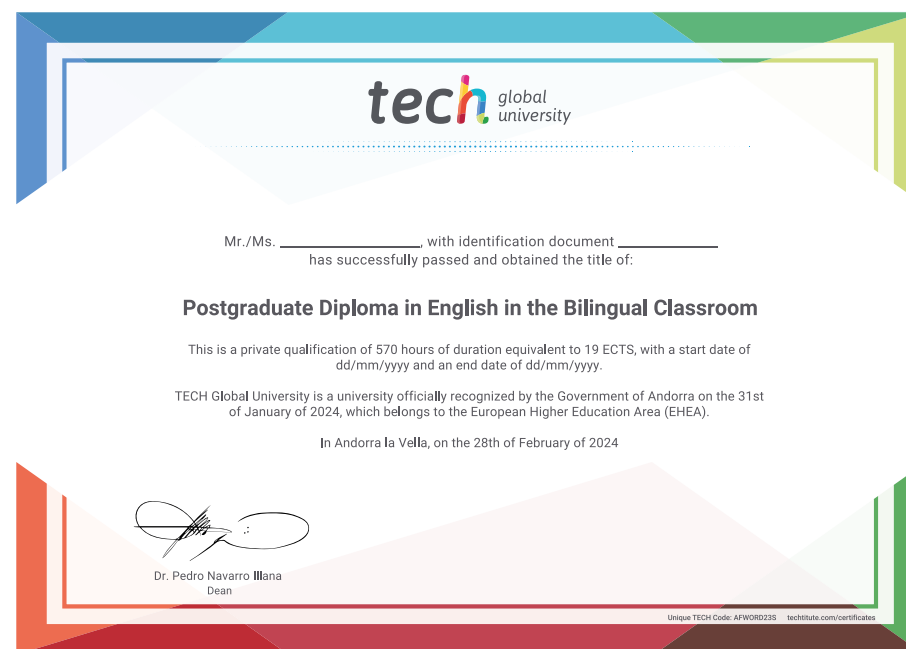 tech global university
Mr./Ms. ____________, with identification document ____________
has successfully passed and obtained the title of:
Postgraduate Diploma in English in the Bilingual Classroom
This is a private qualification of 570 hours of duration equivalent to 19 ECTS, with a start date of
dd/mm/yyyy and an end date of dd/mm/yyyy.
TECH Global University is a university officially recognized by the Government of Andorra on the 31st
of January of 2024, which belongs to the European Higher Education Area (EHEA).
In Andorra la Vella, on the 28th of February of 2024
Dr. Pedro Navarro Illana
Dean
Unique TECH Code: AFWORD23S techtitute.com/certificates